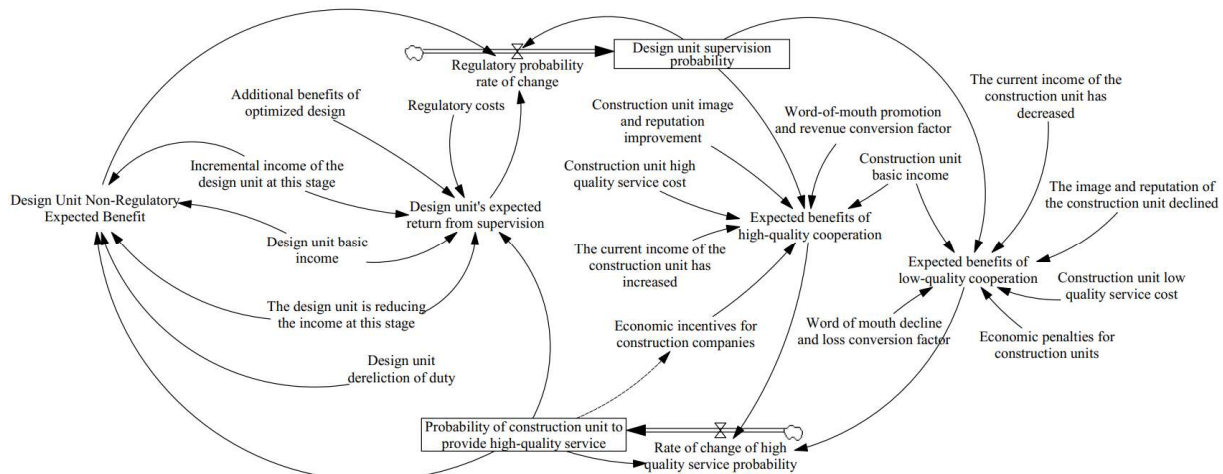 Design unit supervision
probability
Regulatory probability
rate of change
Additional benefits of
optimized design
Regulatory costs
Construction unit image
and reputation
improvement
Word-of-mouth promotion
and revenue conversion
factor
The current income of the
construction unit has
decreased
Incremental income of the
design unit at this stage
Construction unit high
quality service cost
Construction unit
basic income
Design Unit Non-Regulatory
Expected Benefit
Design unit's expected
return from supervision
Expected benefits of
high-quality cooperation
The image and reputation of
the construction unit declined
Design unit basic
income
The current income of the
construction unit has
increased
Expected benefits of
low-quality cooperation
Construction unit low
quality service cost
The design unit is reducing
the income at this stage
Economic incentives for
construction companies
Word of mouth decline
and loss conversion factor
Economic penalties for
construction units
Design unit
dereliction of duty
Probability of construction unit to
provide high-quality service
Rate of change of high
quality service probability